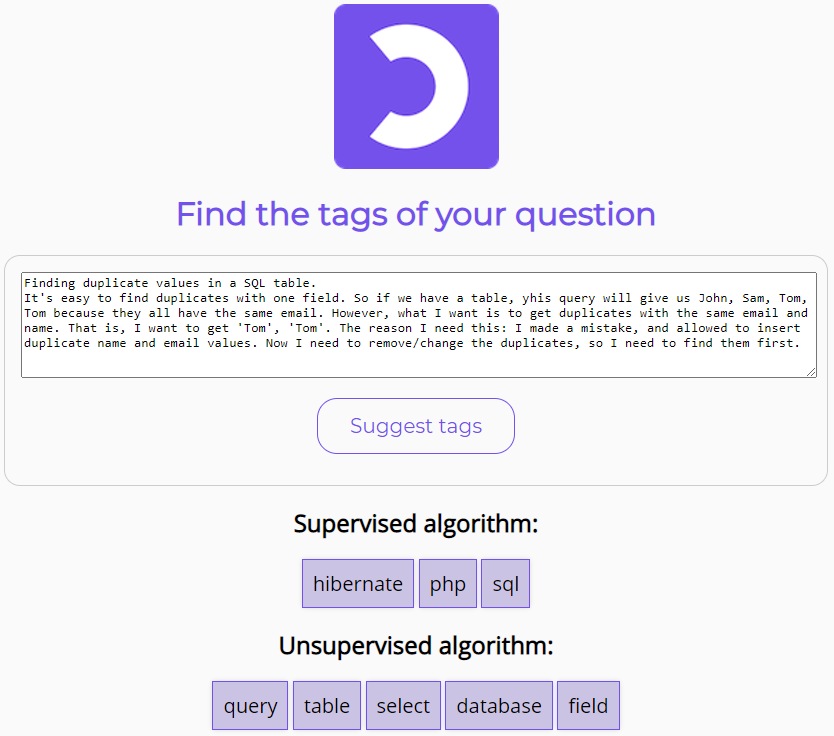 Find the tags of your question
Finding duplicate values in a SQL table.
It's easy to find duplicates with one field. So if we have a table, yhis query will give us John, Sam, Tom,
Tom because they all have the same email. However, what I want is to get duplicates with the same email and
name. That is, I want to get 'Tom', 'Tom'. The reason I need this: I made a mistake, and allowed to insert
duplicate name and email values. Now I need to remove/change the duplicates, so I need to find them first.
Suggest tags
Supervised algorithm:
hibernate php sql
Unsupervised algorithm:
query table select database field